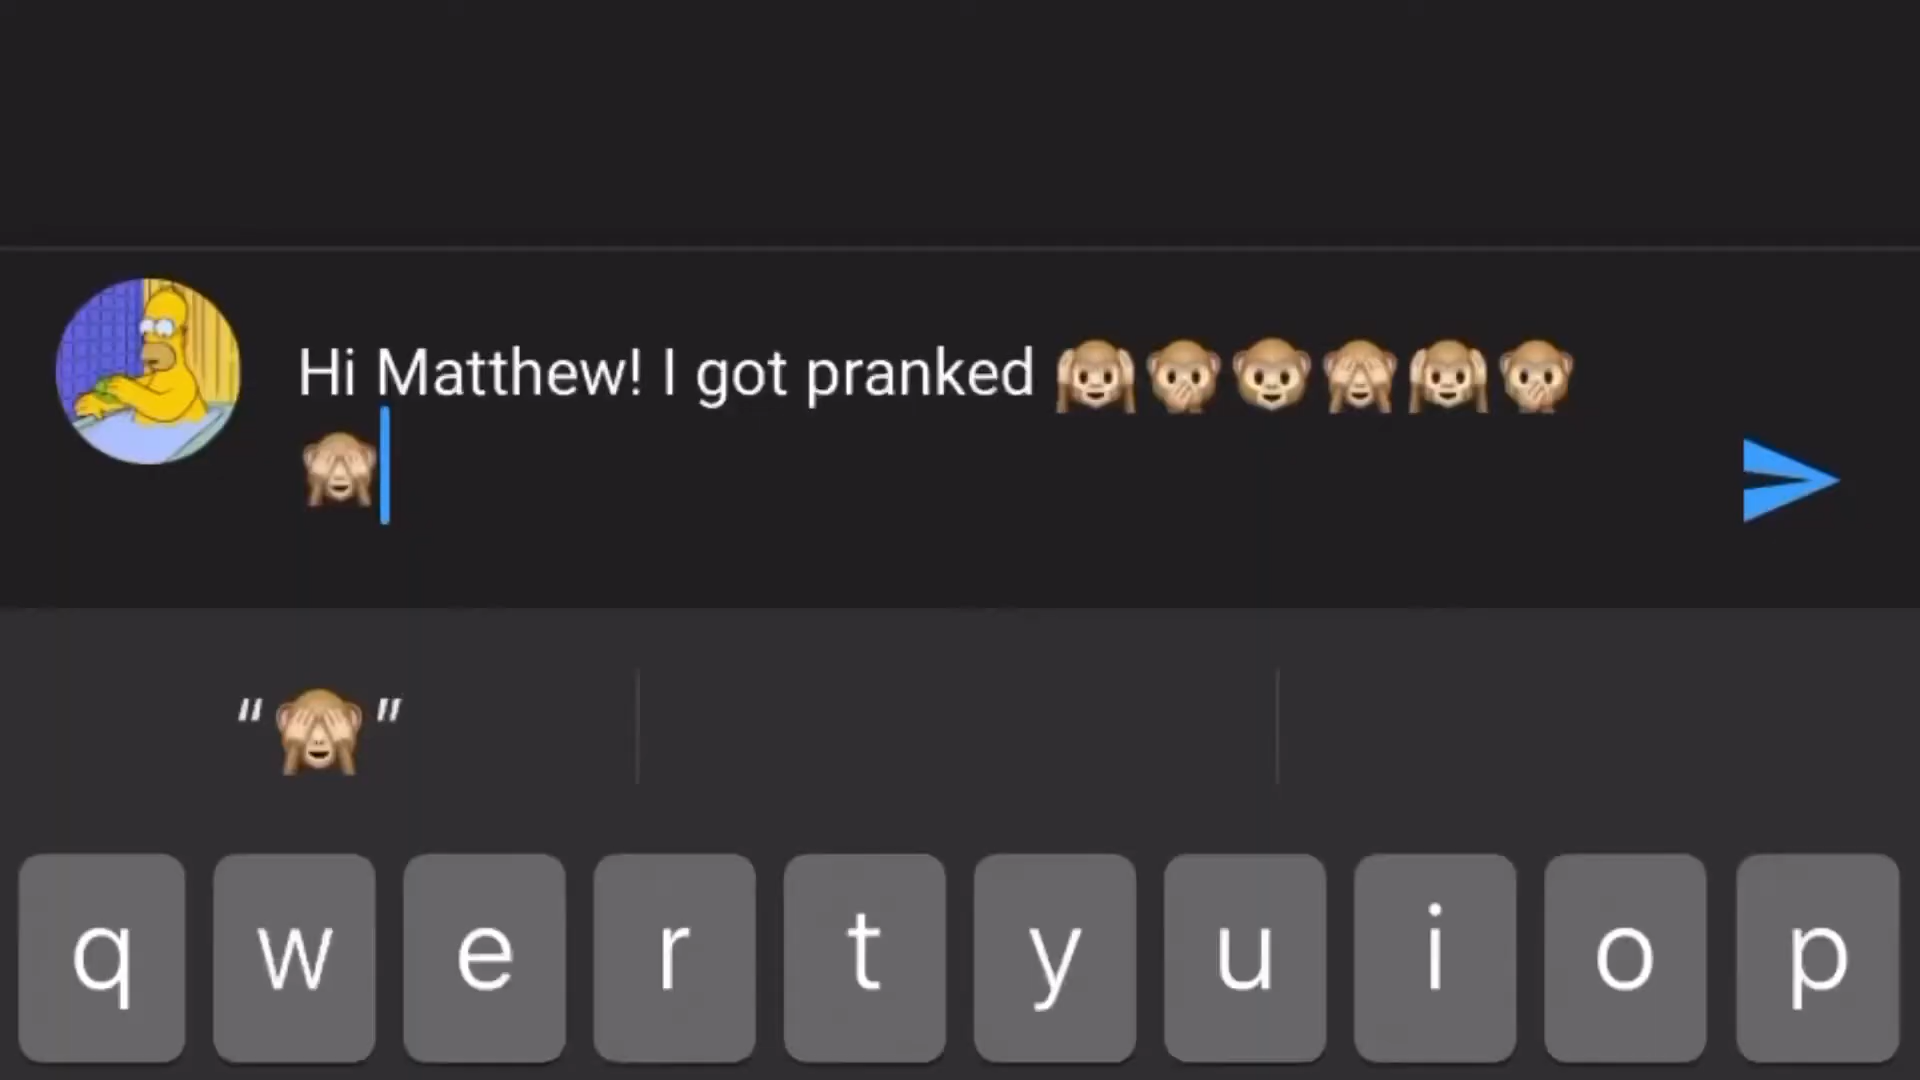 Hi Matthew! I got pranked 🙉🙊🐵🙈🙉🙊
🙈
“🙈”
q w e r t y u i o p